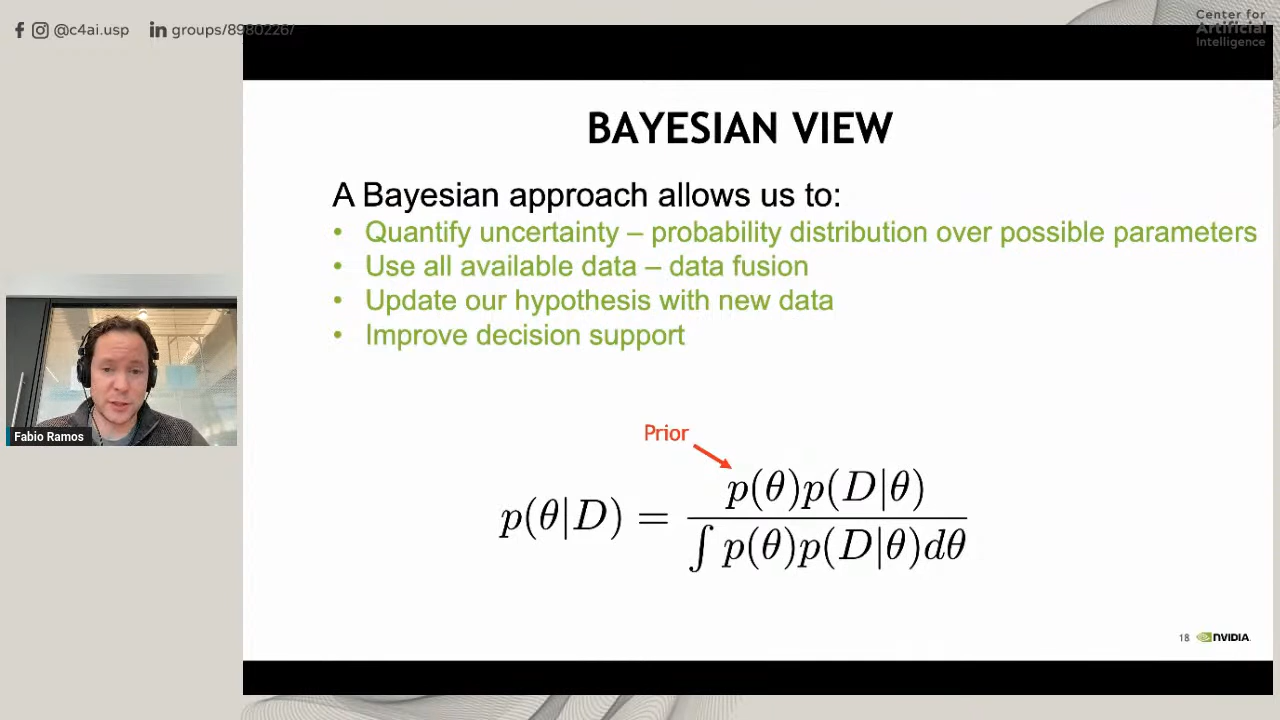 @c4ai.usp in groups/8980226/
Center for
Artificial
Intelligence
BAYESIAN VIEW
A Bayesian approach allows us to:
• Quantify uncertainty – probability distribution over possible parameters
• Use all available data – data fusion
• Update our hypothesis with new data
• Improve decision support
Prior
p(θ|D) = p(θ)p(D|θ)
∫ p(θ)p(D|θ)dθ
Fabio Ramos
18 NVIDIA.